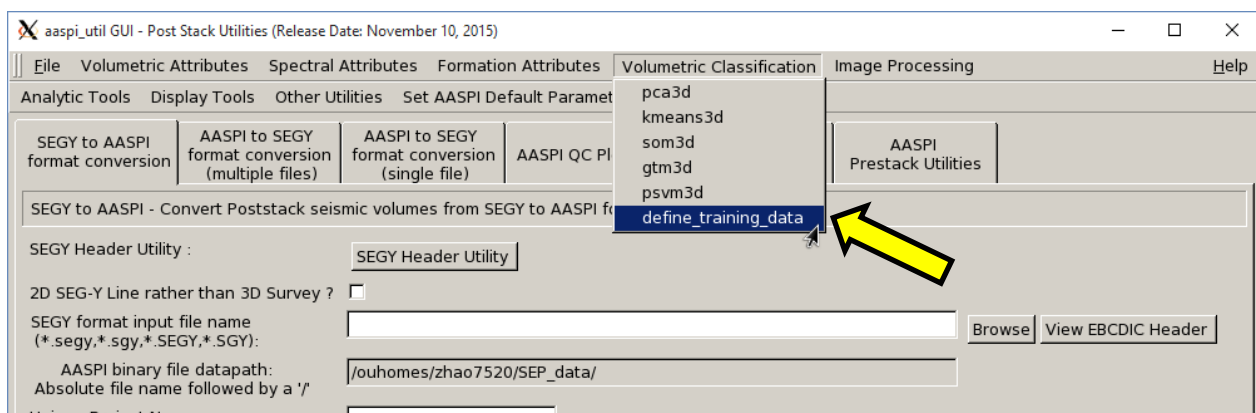 aaspi_util GUI - Post Stack Utilities (Release Date: November 10, 2015)
File Volumetric Attributes Spectral Attributes Formation Attributes Volumetric Classification Image Processing Help
Analytic Tools Display Tools Other Utilities Set AASPI Default Paramet
pca3d
kmeans3d
som3d
gtm3d
psvm3d
define_training_data
SEGY to AASPI
format conversion
AASPI to SEGY
format conversion
(multiple files)
AASPI to SEGY
format conversion
(single file)
AASPI QC Pl
AASPI
Prestack Utilities
SEGY to AASPI - Convert Poststack seismic volumes from SEGY to AASPI fo
SEGY Header Utility :
SEGY Header Utility
2D SEG-Y Line rather than 3D Survey ?
SEGY format input file name
(*.segy,*.sgy,*.SEGY,*.SGY):
Browse View EBCDIC Header
AASPI binary file datapath:
Absolute file name followed by a '/'
/ouhomes/zhao7520/SEP_data/